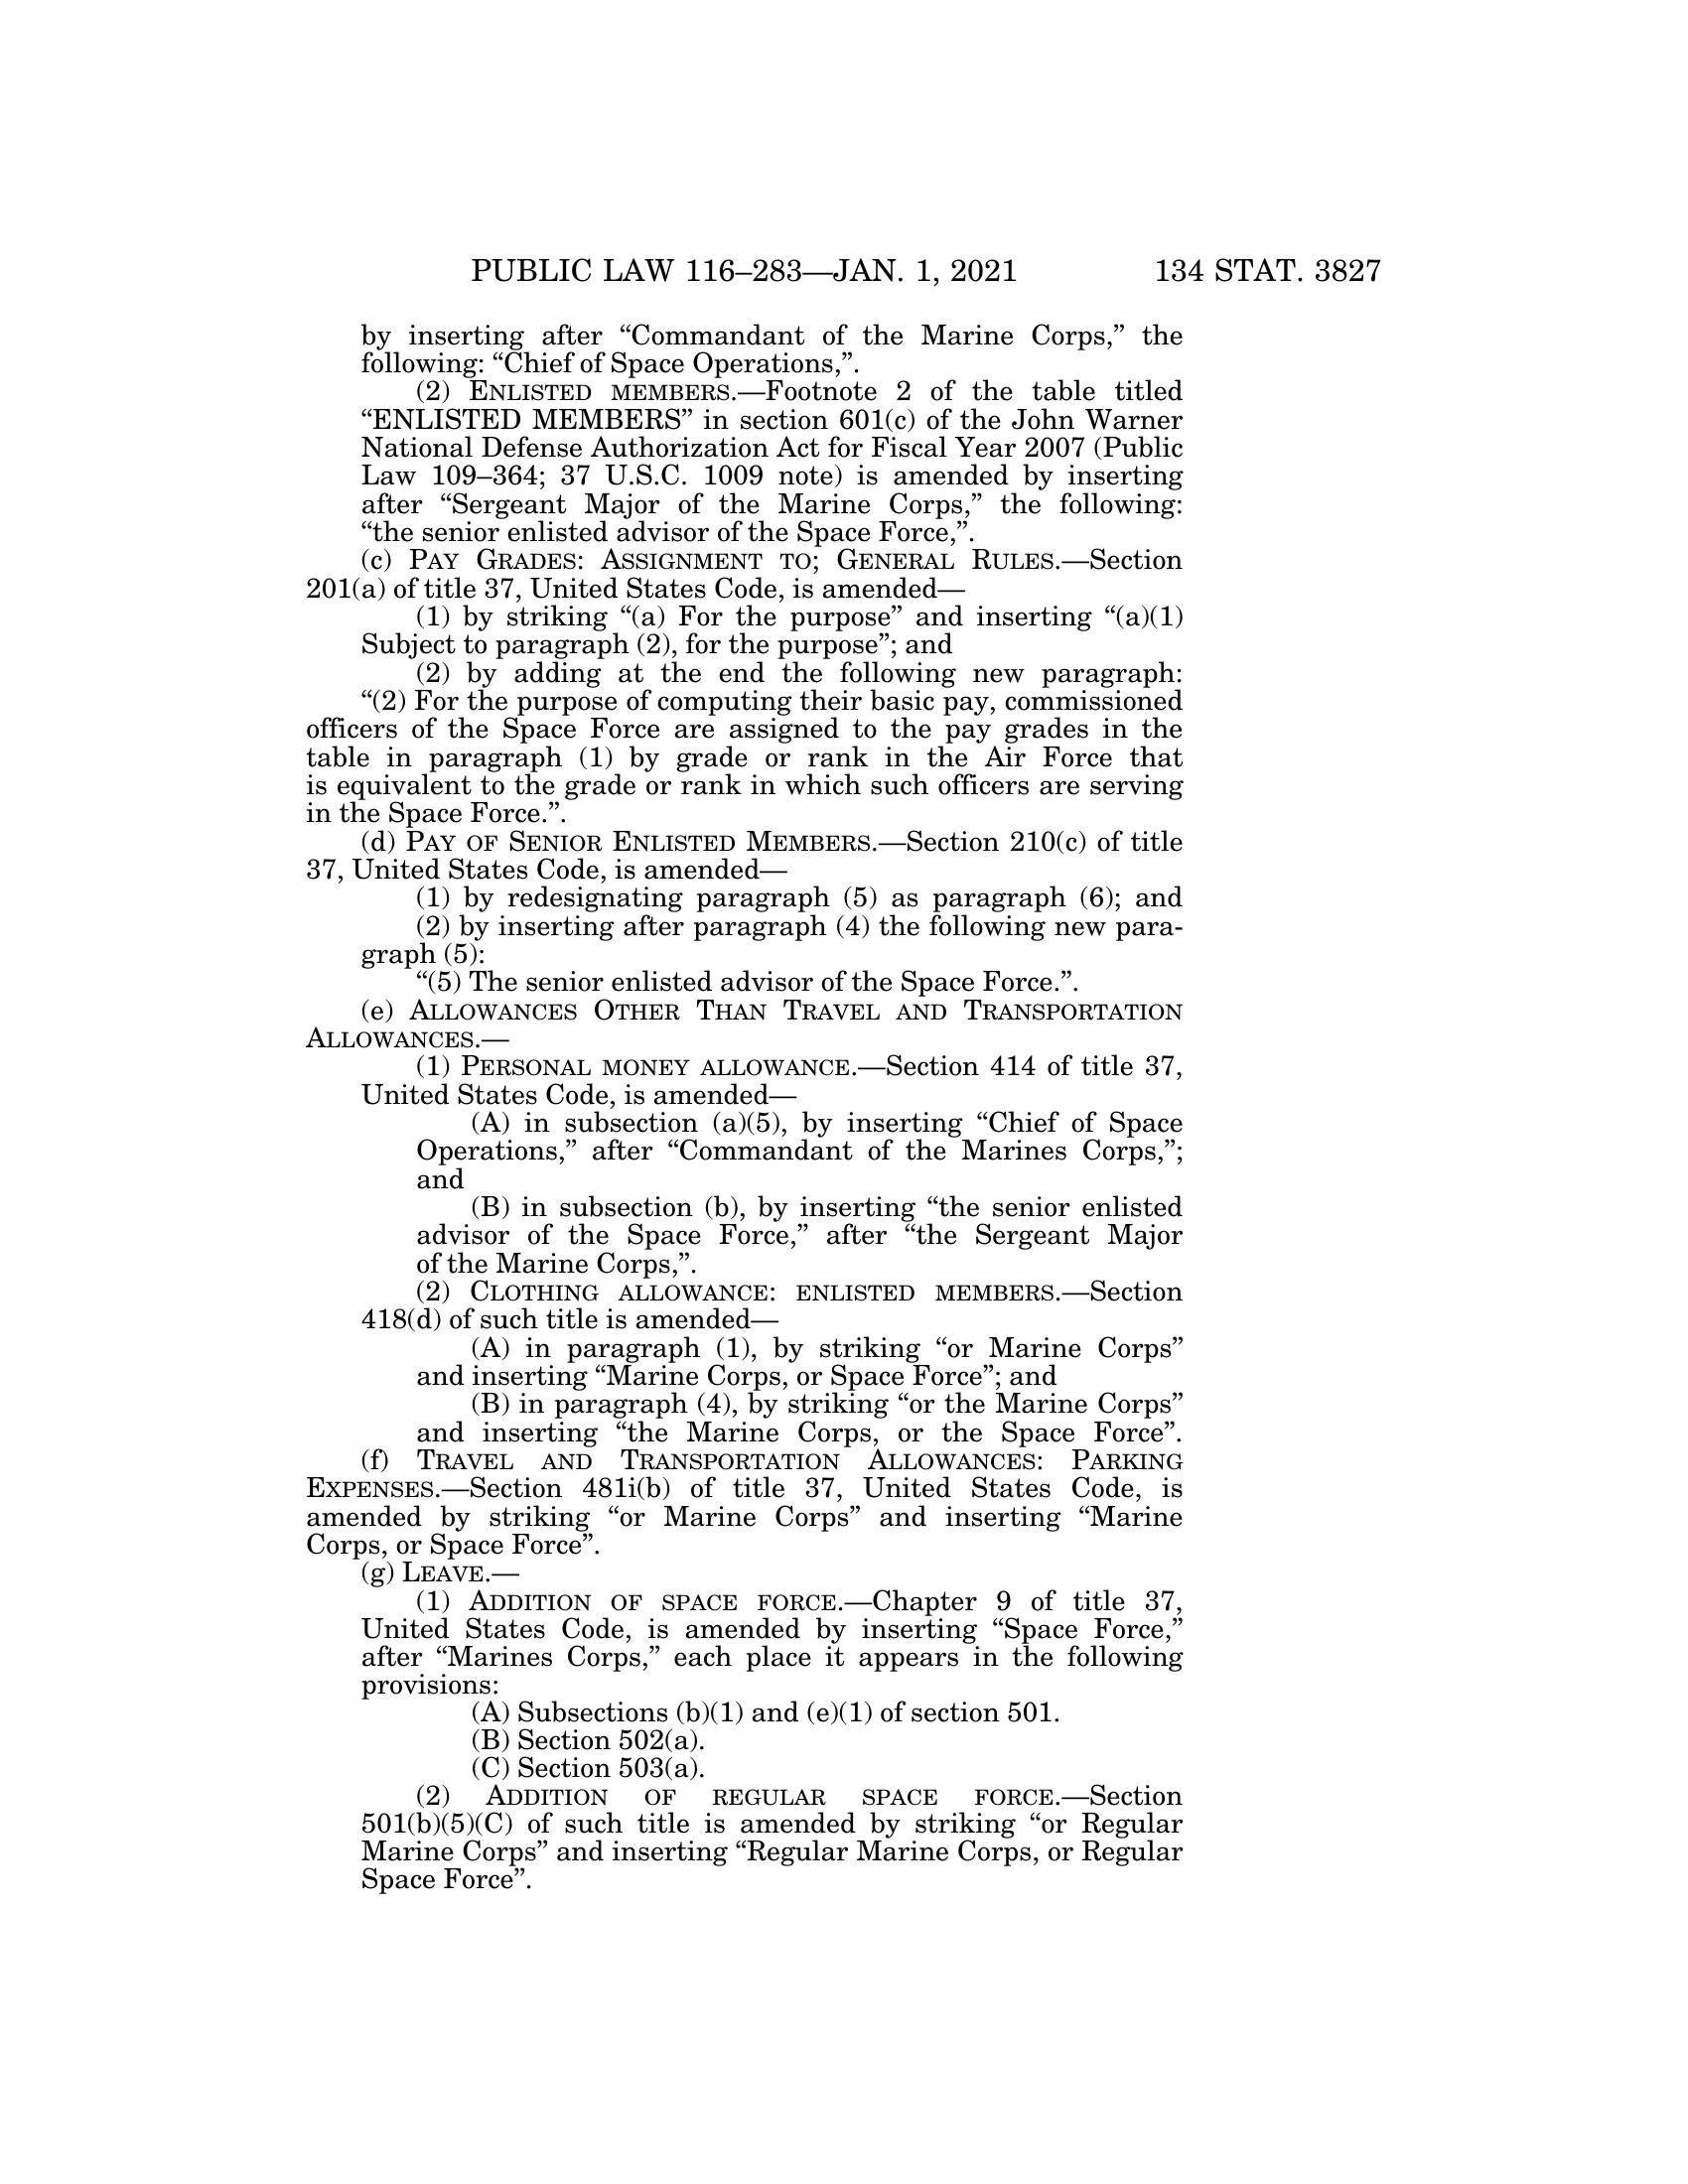 PUBLIC LAW 116–283—JAN. 1, 2021 134 STAT. 3827
by inserting after “Commandant of the Marine Corps,” the
following: “Chief of Space Operations,”.
(2) ENLISTED MEMBERS.—Footnote 2 of the table titled
“ENLISTED MEMBERS” in section 601(c) of the John Warner
National Defense Authorization Act for Fiscal Year 2007 (Public
Law 109–364; 37 U.S.C. 1009 note) is amended by inserting
after “Sergeant Major of the Marine Corps,” the following:
“the senior enlisted advisor of the Space Force,”.
(c) PAY GRADES: ASSIGNMENT TO; GENERAL RULES.—Section
201(a) of title 37, United States Code, is amended—
(1) by striking “(a) For the purpose” and inserting “(a)(1)
Subject to paragraph (2), for the purpose”; and
(2) by adding at the end the following new paragraph:
“(2) For the purpose of computing their basic pay, commissioned
officers of the Space Force are assigned to the pay grades in the
table in paragraph (1) by grade or rank in the Air Force that
is equivalent to the grade or rank in which such officers are serving
in the Space Force.”.
(d) PAY OF SENIOR ENLISTED MEMBERS.—Section 210(c) of title
37, United States Code, is amended—
(1) by redesignating paragraph (5) as paragraph (6); and
(2) by inserting after paragraph (4) the following new para-
graph (5):
“(5) The senior enlisted advisor of the Space Force.”.
(e) ALLOWANCES OTHER THAN TRAVEL AND TRANSPORTATION
ALLOWANCES.—
(1) PERSONAL MONEY ALLOWANCE.—Section 414 of title 37,
United States Code, is amended—
(A) in subsection (a)(5), by inserting “Chief of Space
Operations,” after “Commandant of the Marines Corps,”;
and
(B) in subsection (b), by inserting “the senior enlisted
advisor of the Space Force,” after “the Sergeant Major
of the Marine Corps,”.
(2) CLOTHING ALLOWANCE: ENLISTED MEMBERS.—Section
418(d) of such title is amended—
(A) in paragraph (1), by striking “or Marine Corps”
and inserting “Marine Corps, or Space Force”; and
(B) in paragraph (4), by striking “or the Marine Corps”
and inserting “the Marine Corps, or the Space Force”.
(f) TRAVEL AND TRANSPORTATION ALLOWANCES: PARKING
EXPENSES.—Section 481i(b) of title 37, United States Code, is
amended by striking “or Marine Corps” and inserting “Marine
Corps, or Space Force”.
(g) LEAVE.—
(1) ADDITION OF SPACE FORCE.—Chapter 9 of title 37,
United States Code, is amended by inserting “Space Force,”
after “Marines Corps,” each place it appears in the following
provisions:
(A) Subsections (b)(1) and (e)(1) of section 501.
(B) Section 502(a).
(C) Section 503(a).
(2) ADDITION OF REGULAR SPACE FORCE.—Section
501(b)(5)(C) of such title is amended by striking “or Regular
Marine Corps” and inserting “Regular Marine Corps, or Regular
Space Force”.